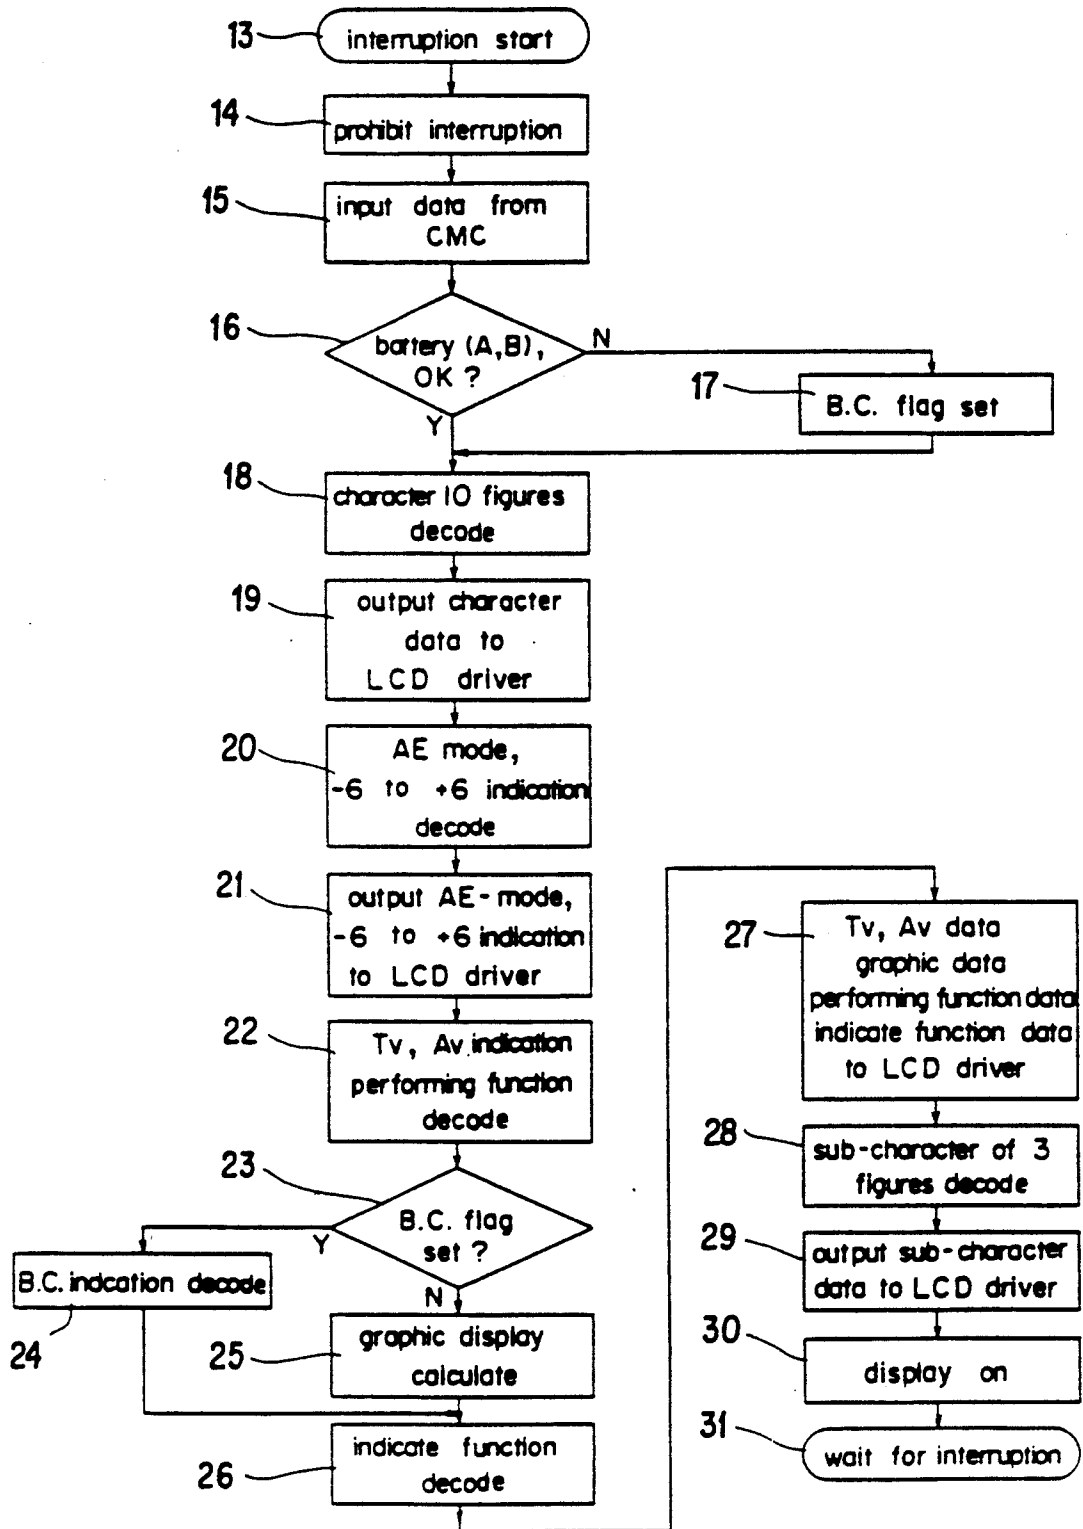 13
interruption start
14
prohibit interruption
15
input data from
CMC
16
battery (A,B),
OK ?
N
Y
17
B.C. flag set
18
character 10 figures
decode
19
output character
data to
LCD driver
20
AE mode,
-6 to +6 indication
decode
21
output AE-mode,
-6 to +6 indication
to LCD driver
22
Tv, Av indication
performing function
decode
23
B.C. flag
set ?
Y
N
B.C. indcation decode
24
25
graphic display
calculate
26
indicate function
decode
27
Tv, Av data
graphic data
performing function data
indicate function data
to LCD driver
28
sub-character of 3
figures decode
29
output sub-character
data to LCD driver
30
display on
31
wait for interruption